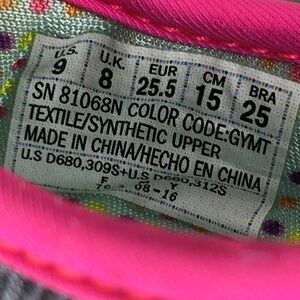 U.S. U.K. EUR CM BRA
9 8 25.5 15 25
SN 81068N COLOR CODE:GYMT
TEXTILE/SYNTHETIC UPPER
MADE IN CHINA/HECHO EN CHINA
U.S D680,309S+U.S D680,312S
F Y
08-16